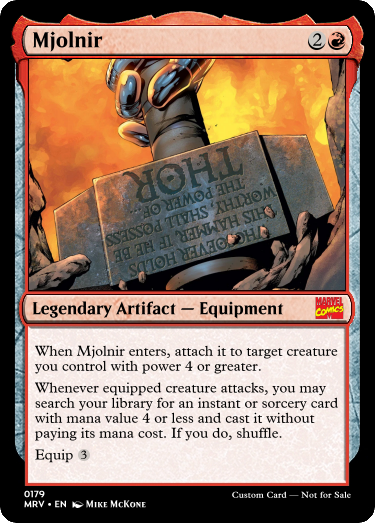 Mjolnir
2
THOR
THE POWER OF...
WORTHY, SHALL POSSESS
THIS HAMMER, IF HE BE
WHOEVER HOLDS
Legendary Artifact — Equipment
MARVEL
COMICS
When Mjolnir enters, attach it to target creature
you control with power 4 or greater.
Whenever equipped creature attacks, you may
search your library for an instant or sorcery card
with mana value 4 or less and cast it without
paying its mana cost. If you do, shuffle.
Equip 3
0179
MRV • EN Mike McKone
Custom Card — Not for Sale